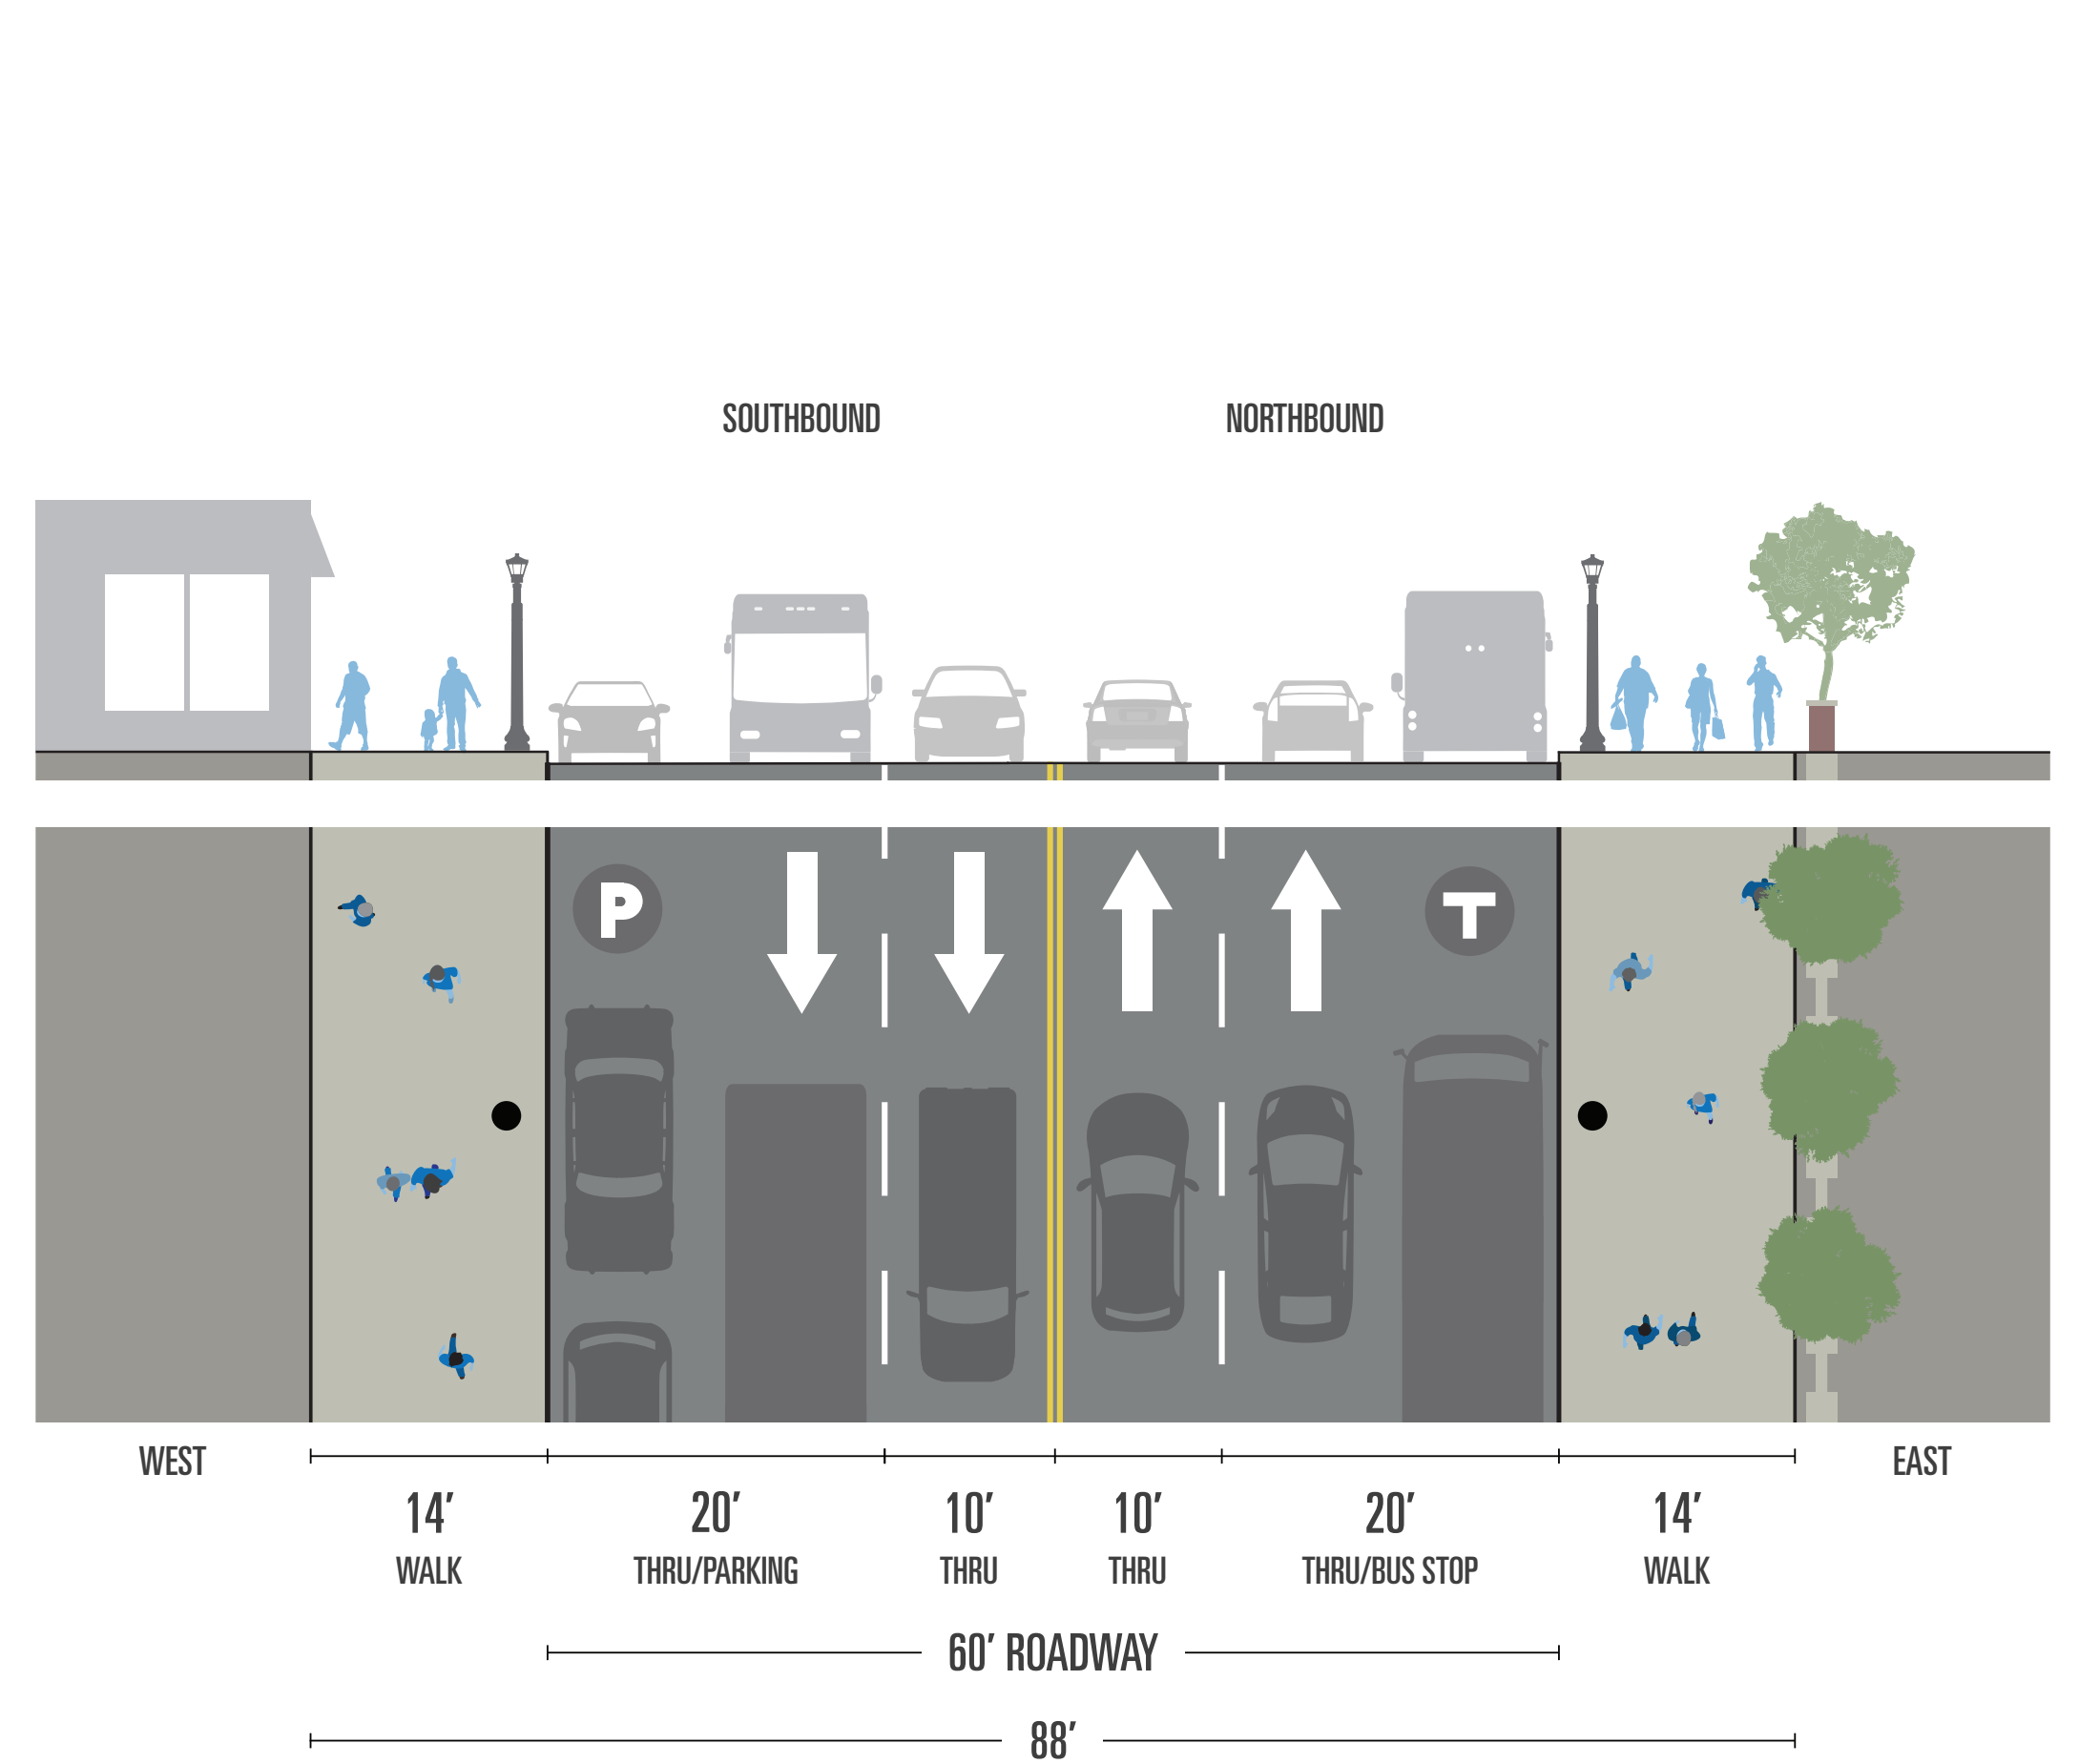 SOUTHBOUND
NORTHBOUND
P
T
WEST
EAST
14'
20'
10'
10'
20'
14'
WALK
THRU/PARKING
THRU
THRU
THRU/BUS STOP
WALK
60' ROADWAY
88'